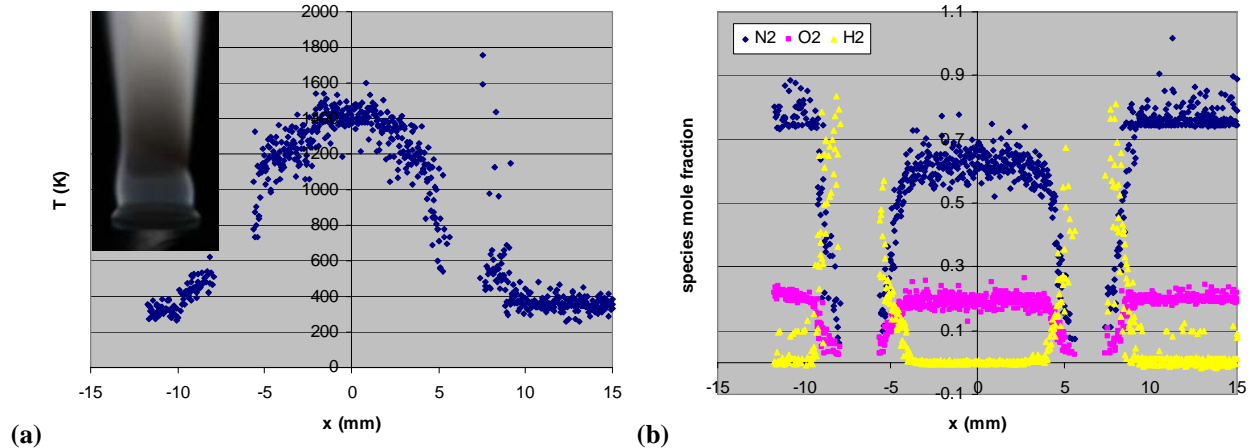 2000
1800
1600
1400
1200
1000
800
600
400
200
0
-15 -10 -5 0 5 10 15
T (K)
x (mm)
(a)
1.1
0.9
0.7
0.5
0.3
0.1
-0.1
-15 -10 -5 0 5 10 15
N2 O2 H2
species mole fraction
x (mm)
(b)